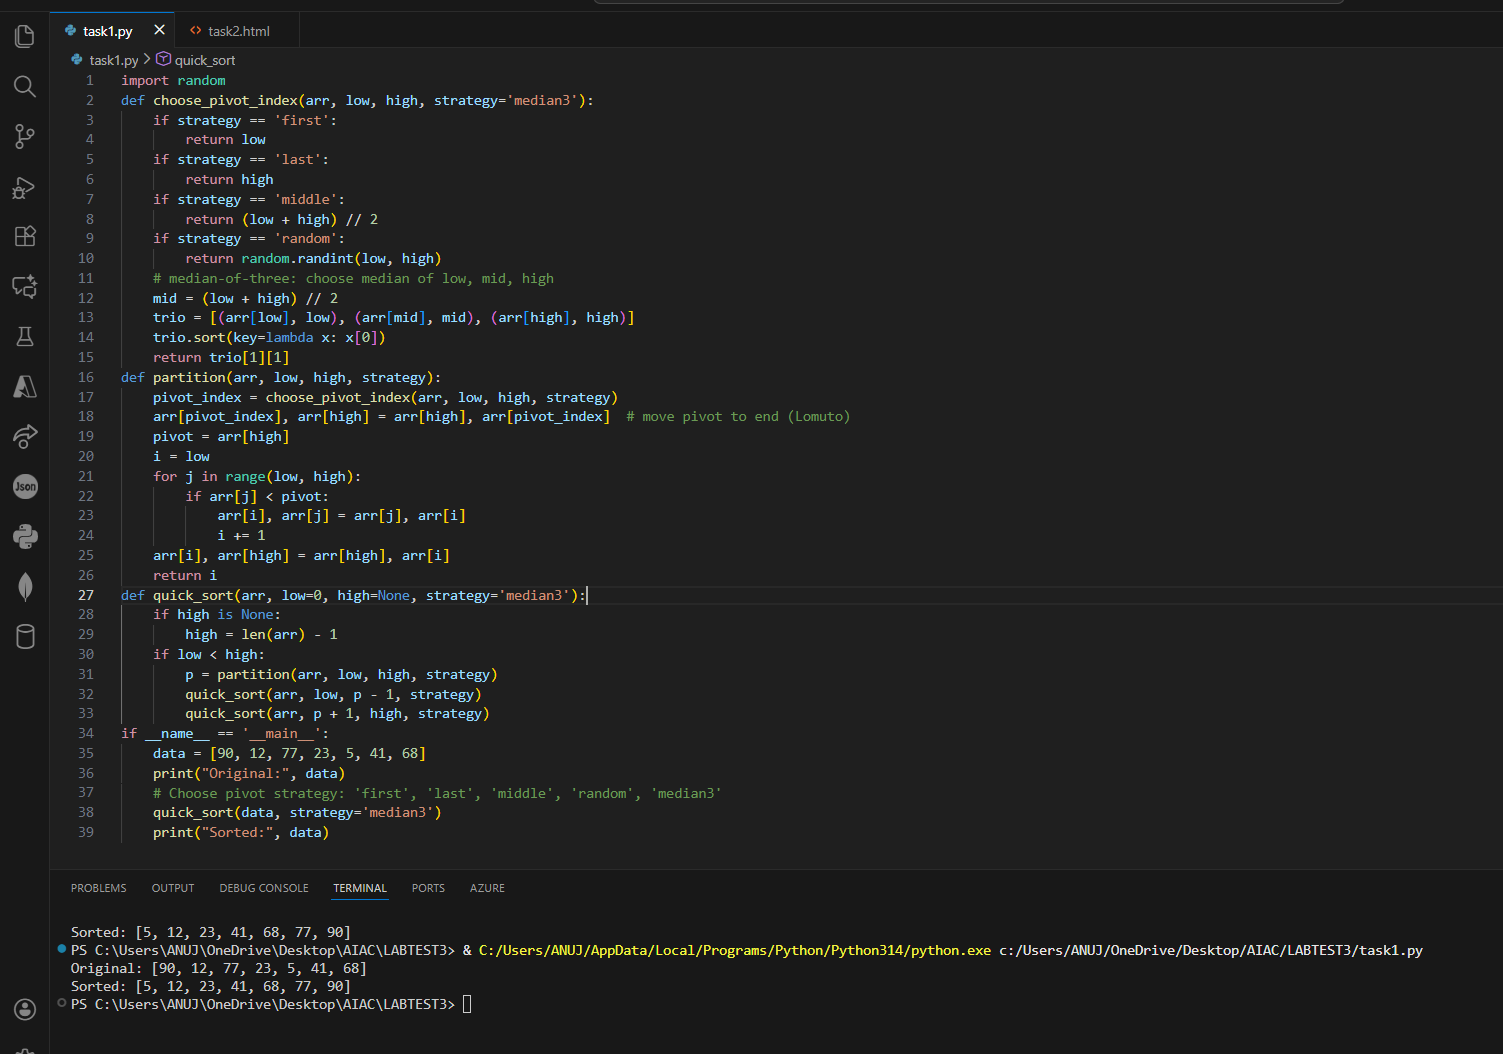 task1.py
task2.html
task1.py > quick_sort
1 import random
2 def choose_pivot_index(arr, low, high, strategy='median3'):
3     if strategy == 'first':
4         return low
5     if strategy == 'last':
6         return high
7     if strategy == 'middle':
8         return (low + high) // 2
9     if strategy == 'random':
10         return random.randint(low, high)
11     # median-of-three: choose median of low, mid, high
12     mid = (low + high) // 2
13     trio = [(arr[low], low), (arr[mid], mid), (arr[high], high)]
14     trio.sort(key=lambda x: x[0])
15     return trio[1][1]
16 def partition(arr, low, high, strategy):
17     pivot_index = choose_pivot_index(arr, low, high, strategy)
18     arr[pivot_index], arr[high] = arr[high], arr[pivot_index]  # move pivot to end (Lomuto)
19     pivot = arr[high]
20     i = low
21     for j in range(low, high):
22         if arr[j] < pivot:
23             arr[i], arr[j] = arr[j], arr[i]
24             i += 1
25     arr[i], arr[high] = arr[high], arr[i]
26     return i
27 def quick_sort(arr, low=0, high=None, strategy='median3'):
28     if high is None:
29         high = len(arr) - 1
30     if low < high:
31         p = partition(arr, low, high, strategy)
32         quick_sort(arr, low, p - 1, strategy)
33         quick_sort(arr, p + 1, high, strategy)
34 if __name__ == '__main__':
35     data = [90, 12, 77, 23, 5, 41, 68]
36     print("Original:", data)
37     # Choose pivot strategy: 'first', 'last', 'middle', 'random', 'median3'
38     quick_sort(data, strategy='median3')
39     print("Sorted:", data)
Json
PROBLEMS OUTPUT DEBUG CONSOLE TERMINAL PORTS AZURE
Sorted: [5, 12, 23, 41, 68, 77, 90]
PS C:\Users\ANUJ\OneDrive\Desktop\AIAC\LABTEST3> & C:/Users/ANUJ/AppData/Local/Programs/Python/Python314/python.exe c:/Users/ANUJ/OneDrive/Desktop/AIAC/LABTEST3/task1.py
Original: [90, 12, 77, 23, 5, 41, 68]
Sorted: [5, 12, 23, 41, 68, 77, 90]
PS C:\Users\ANUJ\OneDrive\Desktop\AIAC\LABTEST3>